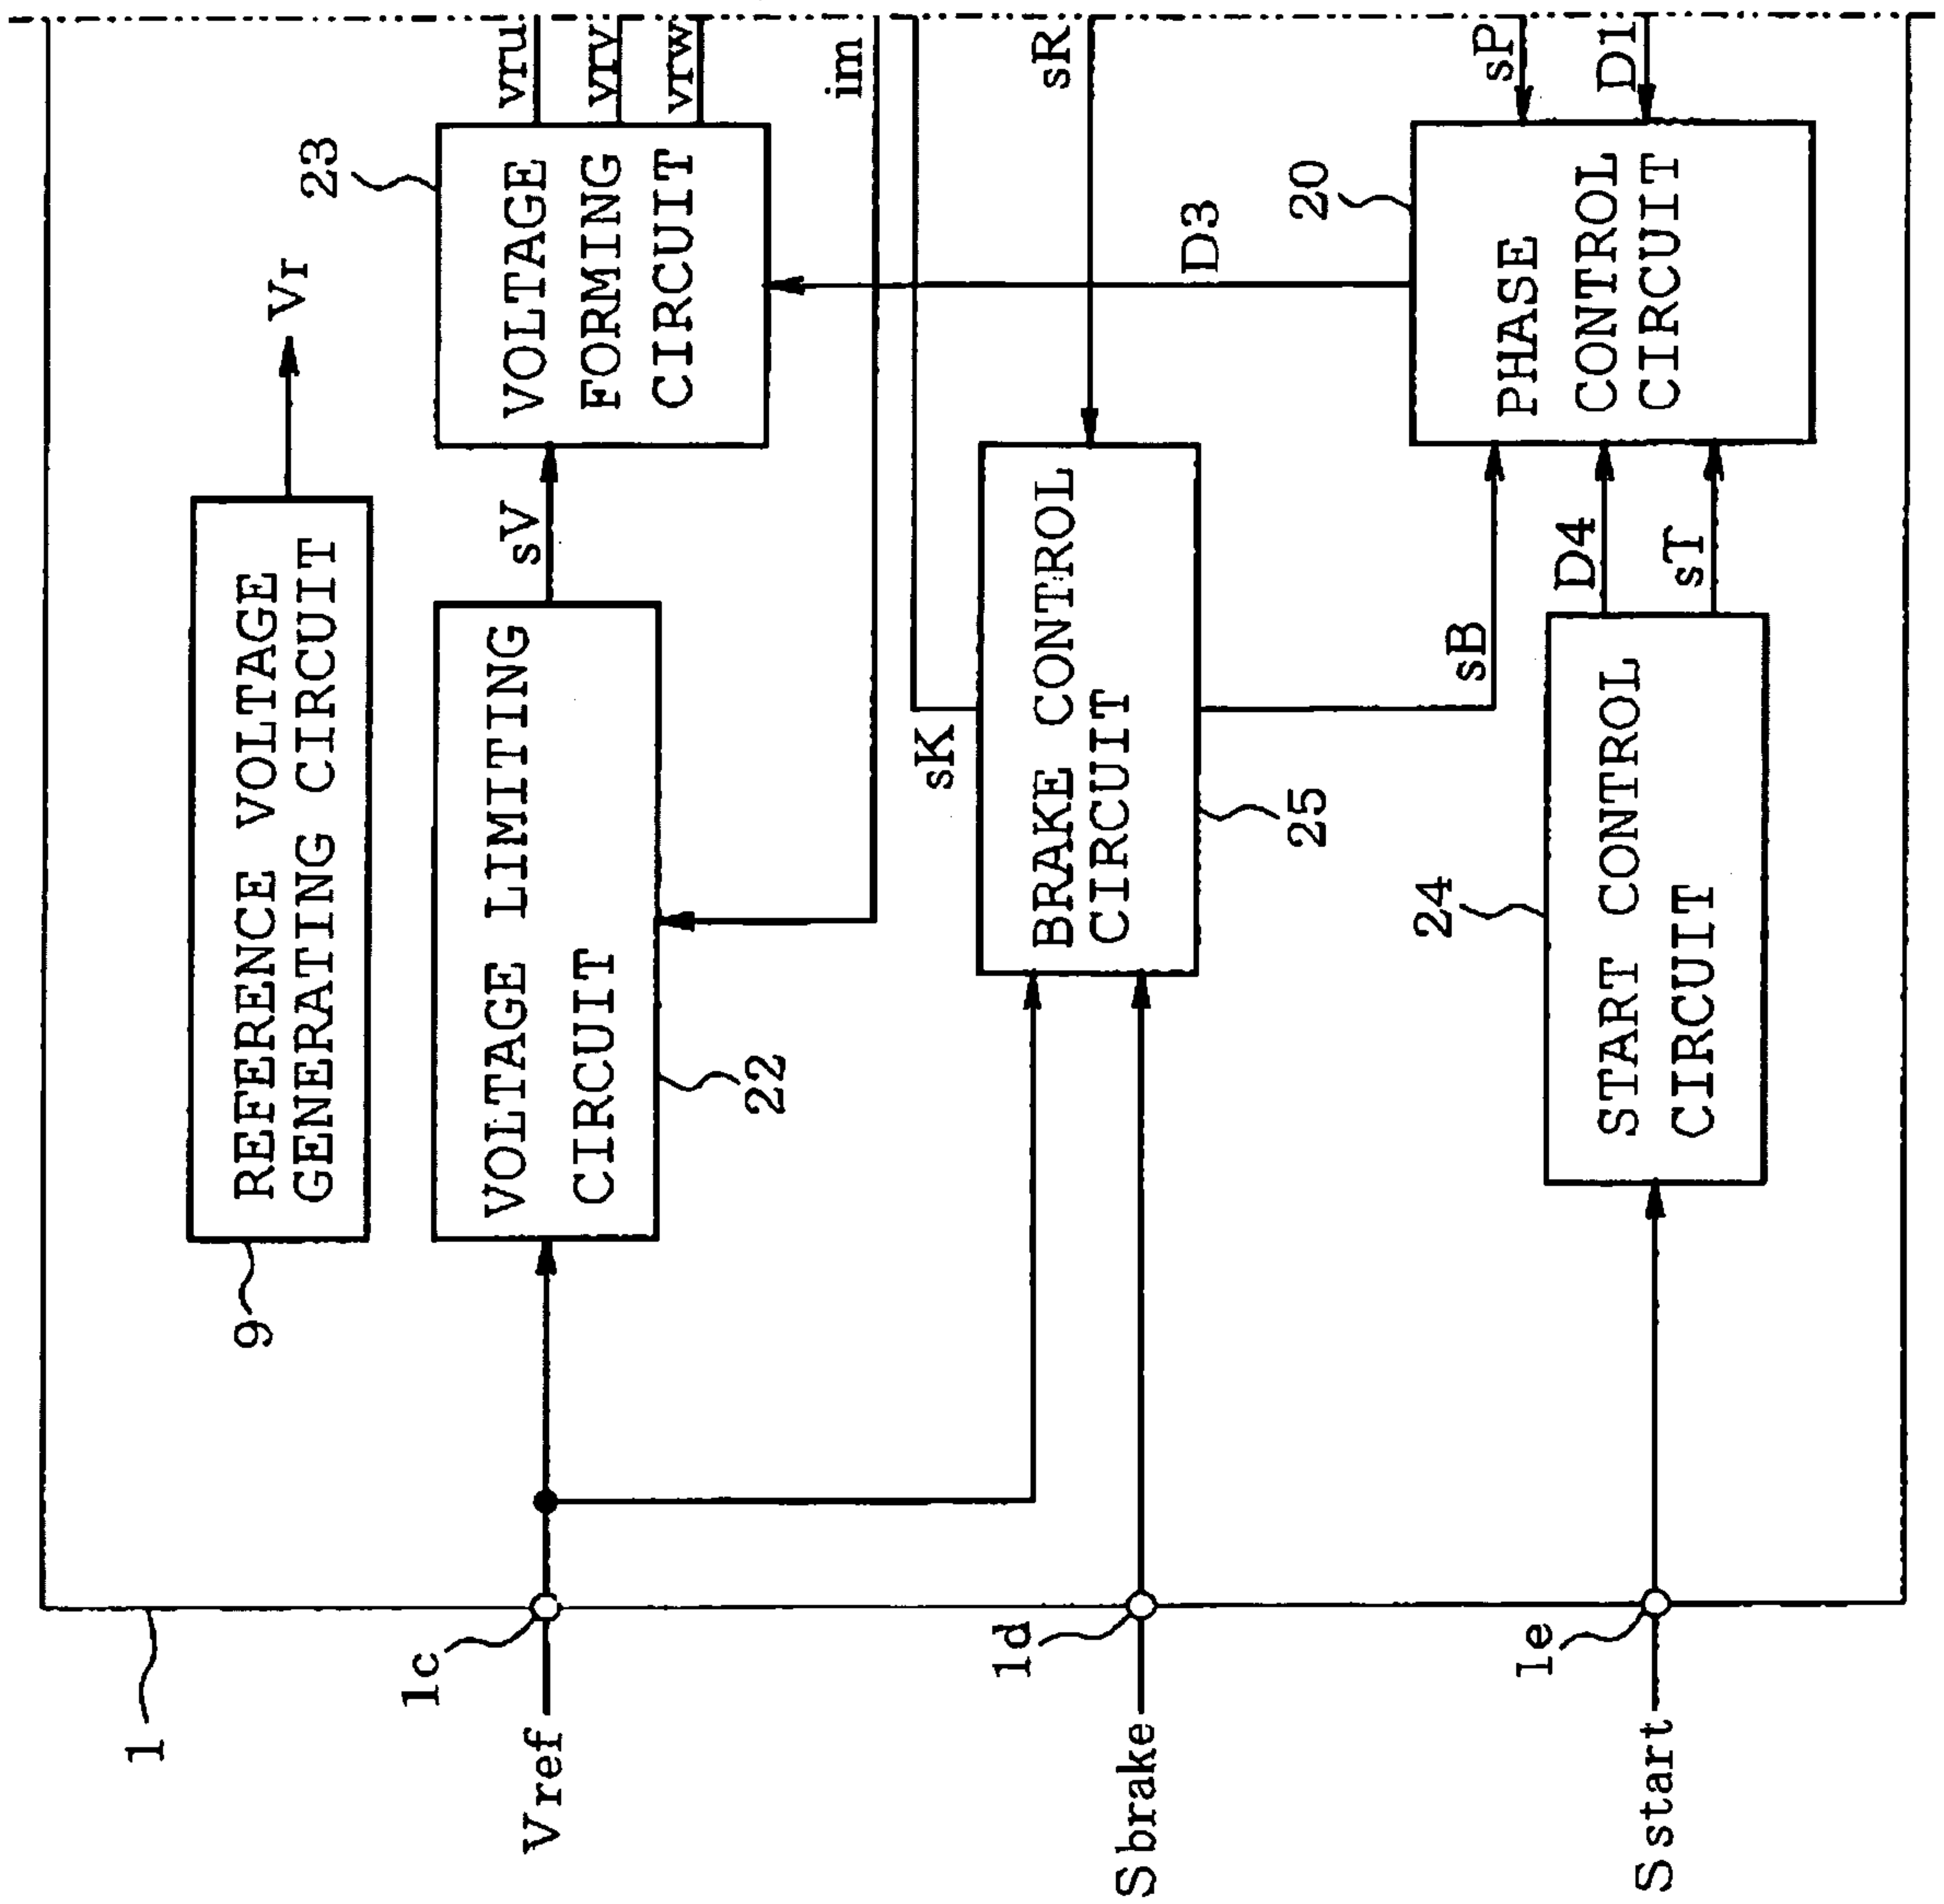 1
9
REFERENCE VOLTAGE
GENERATING CIRCUIT
Vr
Vref
1c
VOLTAGE LIMITING
CIRCUIT
22
sV
23
VOLTAGE
FORMING
CIRCUIT
vru
vrv
vrw
im
sK
Sbrake
1d
BRAKE CONTROL
CIRCUIT
25
sR
D3
sB
Sstart
1e
24
START CONTROL
CIRCUIT
D4
sT
20
PHASE
CONTROL
CIRCUIT
sP
D1